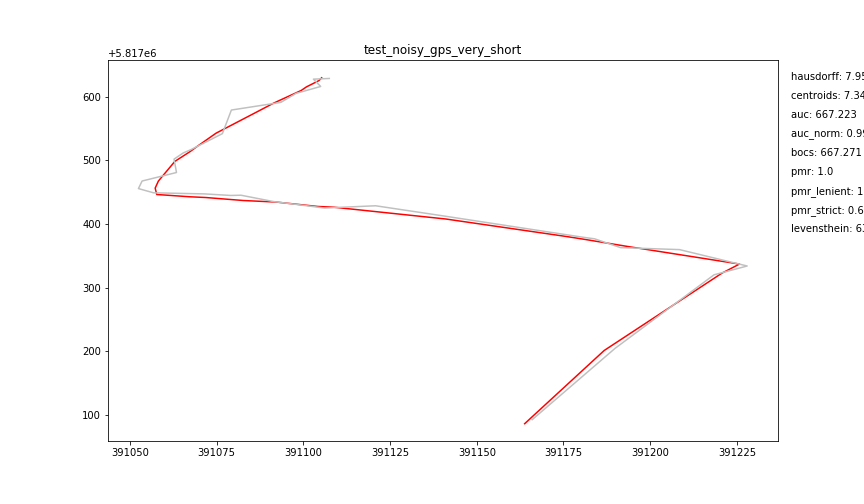 test_noisy_gps_very_short
+5.817e6
600
500
400
300
200
100
391050 391075 391100 391125 391150 391175 391200 391225
hausdorff: 7.95
centroids: 7.34
auc: 667.223
auc_norm: 0.99
bocs: 667.271
pmr: 1.0
pmr_lenient: 1
pmr_strict: 0.6
levensthein: 63